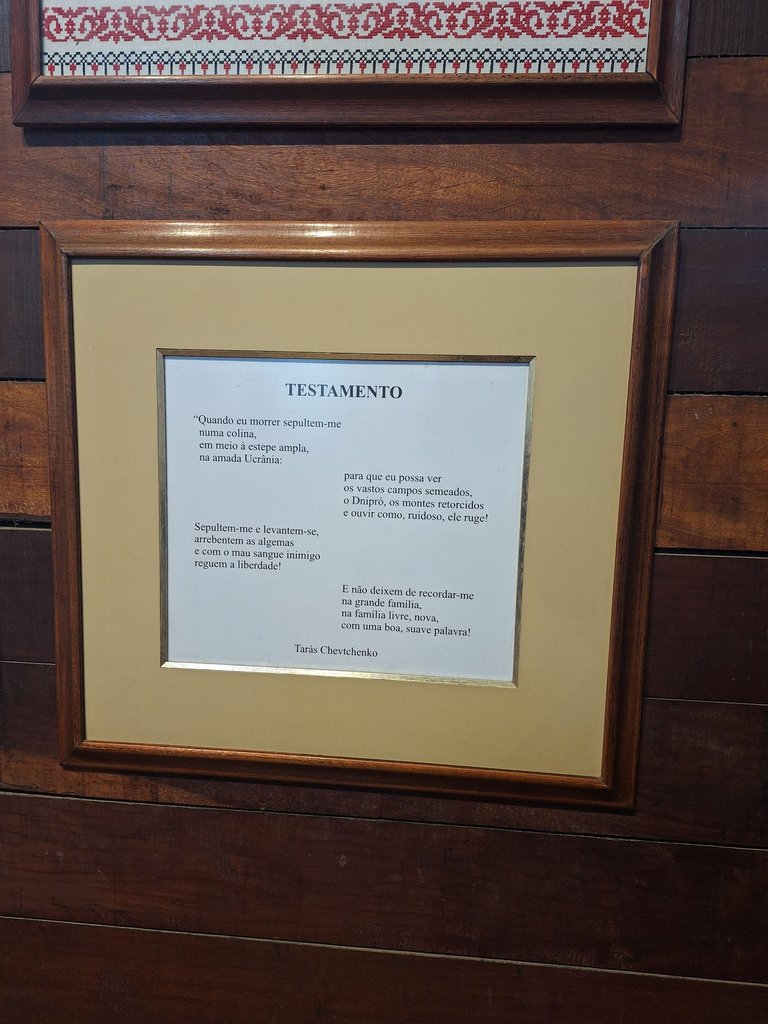 TESTAMENTO
“Quando eu morrer sepultem-me
numa colina,
em meio à estepe ampla,
na amada Ucrânia:
para que eu possa ver
os vastos campos semeados,
o Dnipró, os montes retorcidos
e ouvir como, ruidoso, ele ruge!
Sepultem-me e levantem-se,
arrebentem as algemas
e com o mau sangue inimigo
reguem a liberdade!
E não deixem de recordar-me
na grande família,
na família livre, nova,
com uma boa, suave palavra!
Tarás Chevtchenko